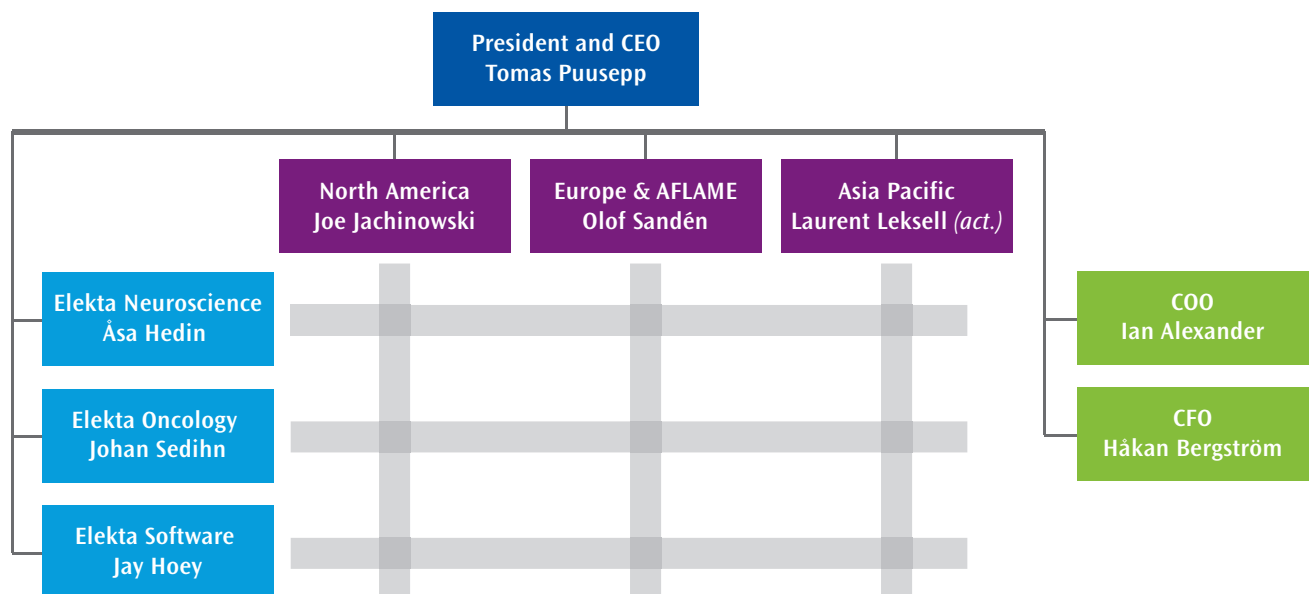 President and CEO
Tomas Puusepp
North America
Joe Jachinowski
Europe & AFLAME
Olof Sandén
Asia Pacific
Laurent Leksell (act.)
Elekta Neuroscience
Åsa Hedin
COO
Ian Alexander
Elekta Oncology
Johan Sedihn
CFO
Håkan Bergström
Elekta Software
Jay Hoey